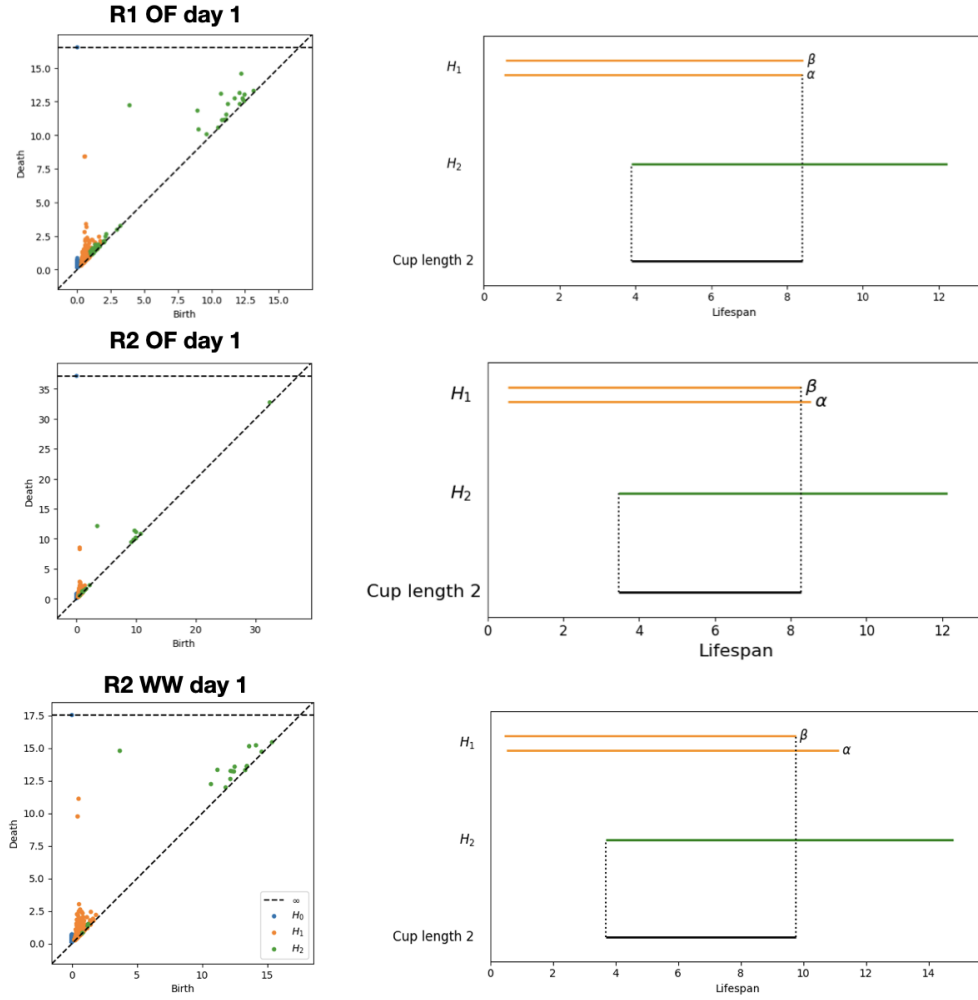 R1 OF day 1
15.0
12.5
10.0
7.5
5.0
2.5
0.0
Death
0.0 2.5 5.0 7.5 10.0 12.5 15.0
Birth
H1
β
α
H2
Cup length 2
0 2 4 6 8 10 12
Lifespan
R2 OF day 1
35
30
25
20
15
10
5
0
Death
0 10 20 30
Birth
H1
β
α
H2
Cup length 2
0 2 4 6 8 10 12
Lifespan
R2 WW day 1
17.5
15.0
12.5
10.0
7.5
5.0
2.5
0.0
Death
0 5 10 15
Birth
∞
H0
H1
H2
H1
β
α
H2
Cup length 2
0 2 4 6 8 10 12 14
Lifespan